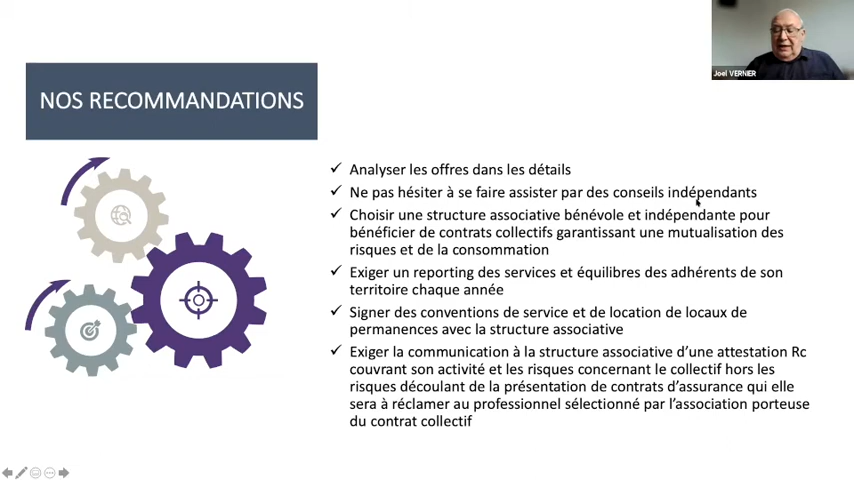 Joel VERNIER
NOS RECOMMANDATIONS
✓ Analyser les offres dans les détails
✓ Ne pas hésiter à se faire assister par des conseils indépendants
✓ Choisir une structure associative bénévole et indépendante pour
bénéficier de contrats collectifs garantissant une mutualisation des
risques et de la consommation
✓ Exiger un reporting des services et équilibres des adhérents de son
territoire chaque année
✓ Signer des conventions de service et de location de locaux de
permanences avec la structure associative
✓ Exiger la communication à la structure associative d'une attestation Rc
couvrant son activité et les risques concernant le collectif hors les
risques découlant de la présentation de contrats d'assurance qui elle
sera à réclamer au professionnel sélectionné par l'association porteuse
du contrat collectif